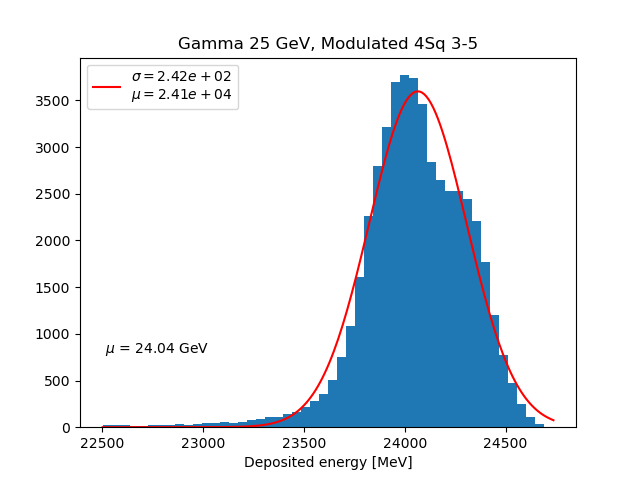 Gamma 25 GeV, Modulated 4Sq 3-5
σ = 2.42e + 02
μ = 2.41e + 04
3500
3000
2500
2000
1500
1000
μ = 24.04 GeV
500
0
22500 23000 23500 24000 24500
Deposited energy [MeV]